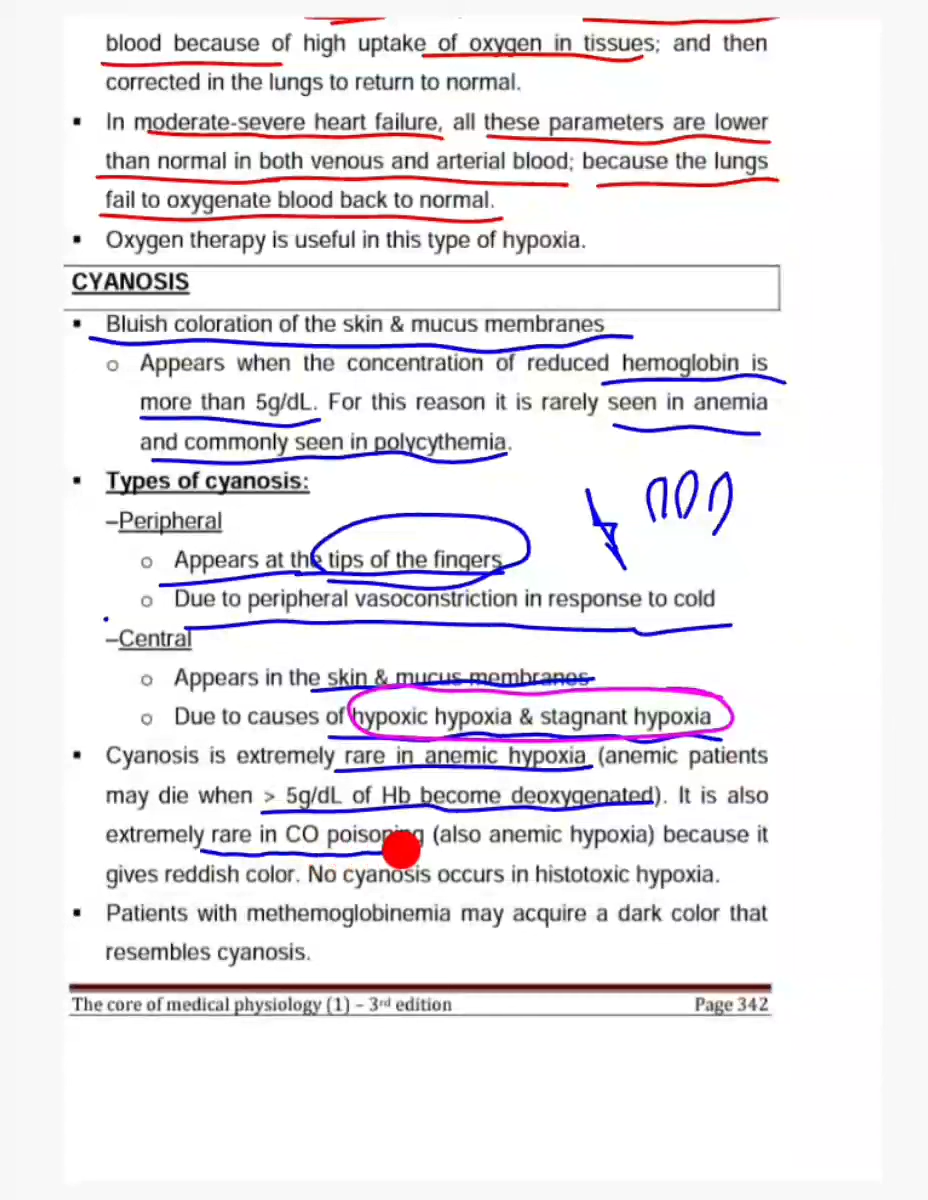 blood because of high uptake of oxygen in tissues; and then
corrected in the lungs to return to normal.
▪ In moderate-severe heart failure, all these parameters are lower
than normal in both venous and arterial blood; because the lungs
fail to oxygenate blood back to normal.
▪ Oxygen therapy is useful in this type of hypoxia.
CYANOSIS
▪ Bluish coloration of the skin & mucus membranes
o Appears when the concentration of reduced hemoglobin is
more than 5g/dL. For this reason it is rarely seen in anemia
and commonly seen in polycythemia.
▪ Types of cyanosis:
–Peripheral
o Appears at the tips of the fingers
o Due to peripheral vasoconstriction in response to cold
–Central
o Appears in the skin & mucus membranes
o Due to causes of hypoxic hypoxia & stagnant hypoxia
▪ Cyanosis is extremely rare in anemic hypoxia (anemic patients
may die when > 5g/dL of Hb become deoxygenated). It is also
extremely rare in CO poisoning (also anemic hypoxia) because it
gives reddish color. No cyanosis occurs in histotoxic hypoxia.
▪ Patients with methemoglobinemia may acquire a dark color that
resembles cyanosis.
The core of medical physiology (1) – 3rd edition Page 342